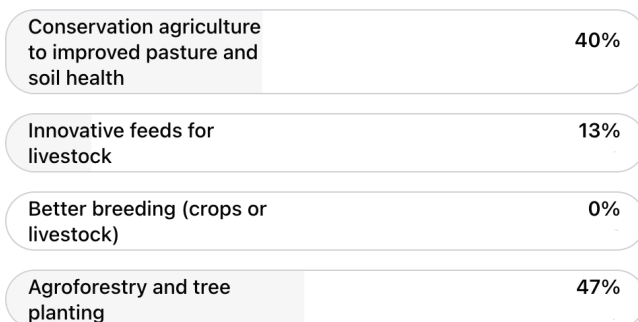 Conservation agriculture
to improved pasture and
soil health
40%
Innovative feeds for
livestock
13%
Better breeding (crops or
livestock)
0%
Agroforestry and tree
planting
47%